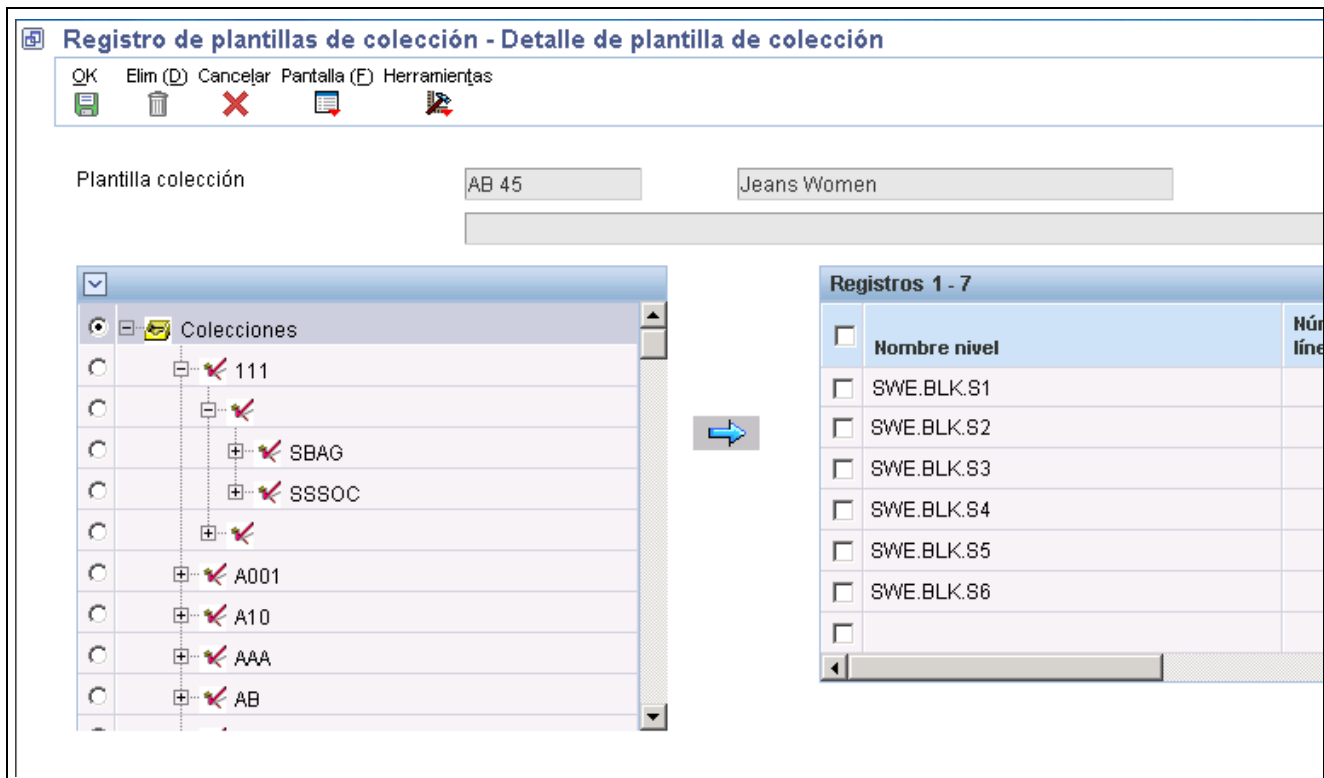 Registro de plantillas de colección - Detalle de plantilla de colección
OK Elim (D) Cancelar Pantalla (F) Herramientas
Plantilla colección AB 45 Jeans Women
Registros 1 - 7
Colecciones
Nombre nivel
111
SBAG
SSSOC
A001
A10
AAA
AB
SWE.BLK.S1
SWE.BLK.S2
SWE.BLK.S3
SWE.BLK.S4
SWE.BLK.S5
SWE.BLK.S6